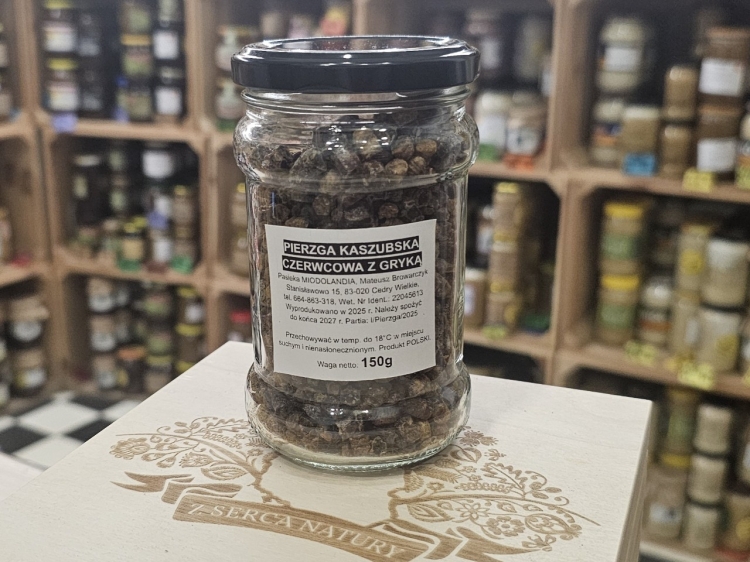 PIERZGA KASZUBSKA
CZERWCOWA Z GRYKĄ
Pasieka MIODOLANDIA, Mateusz Browarczyk
Stanisławowo 15, 83-020 Cedry Wielkie,
tel. 664-863-318, Wet. Nr Ident.: 22045613
Wyprodukowano w 2025 r. Należy spożyć
do końca 2027 r. Partia: I/Pierzga/2025
Przechowywać w temp. do 18°C w miejscu
suchym i nienasłonecznionym. Produkt POLSKI.
Waga netto: 150g
Z SERCA NATURY